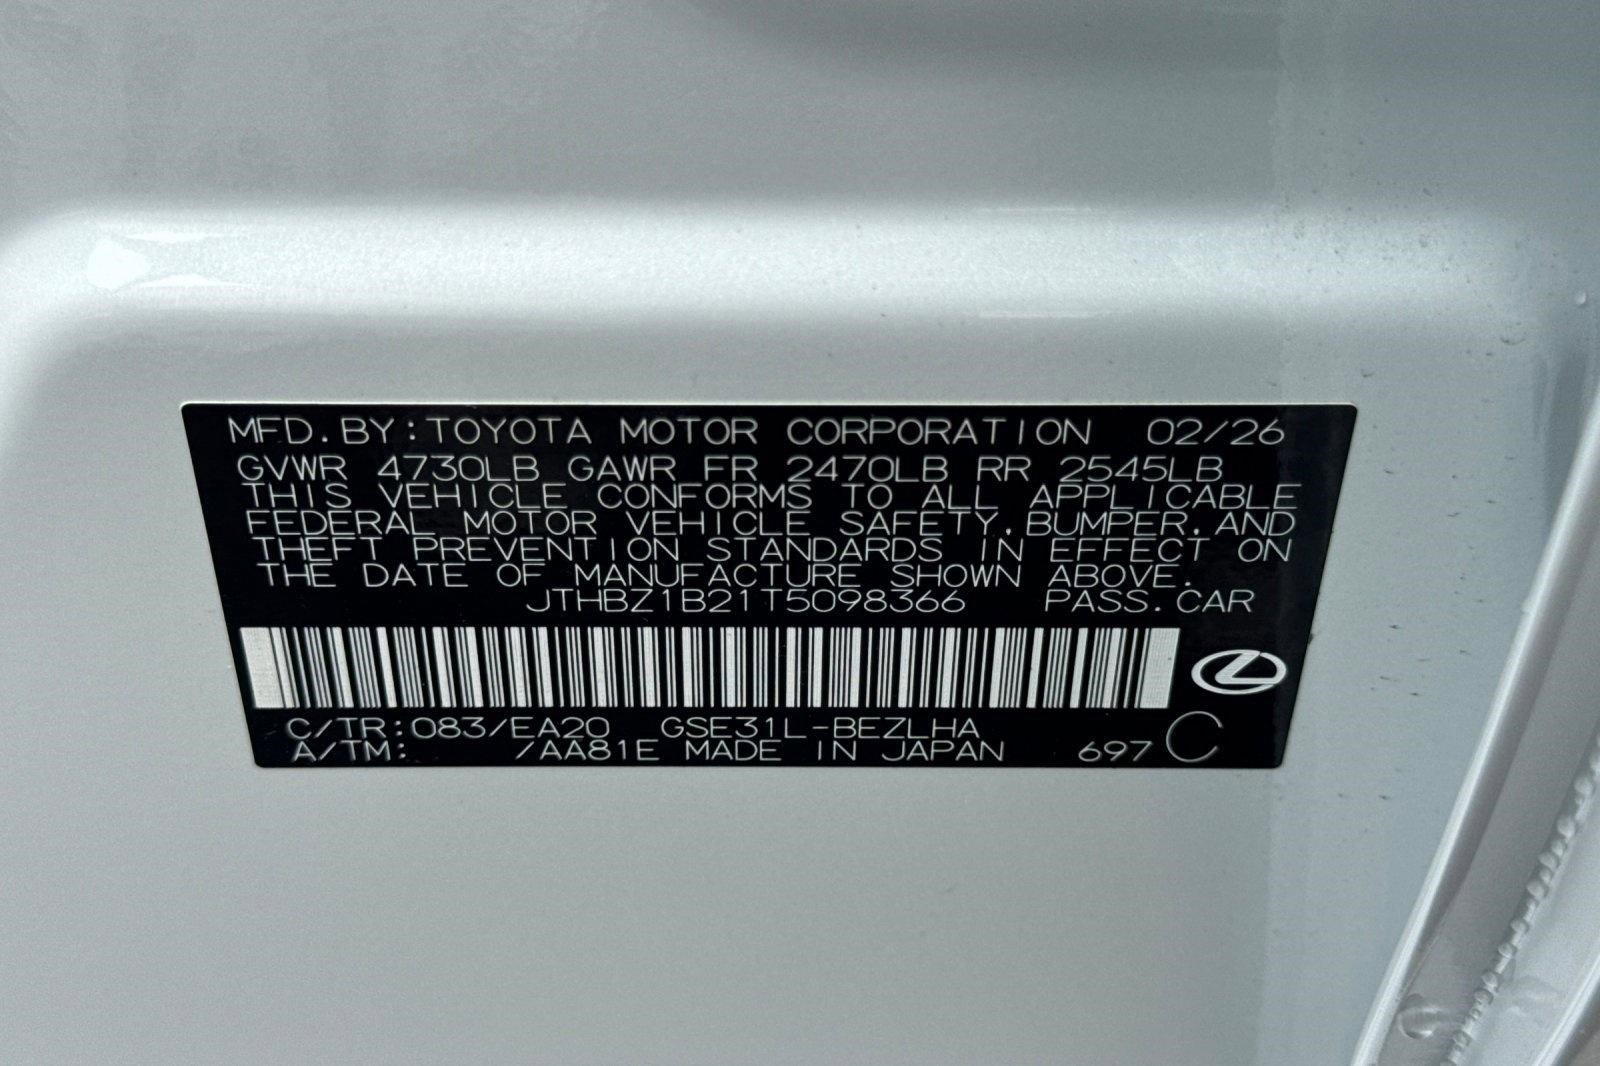 MFD. BY: TOYOTA MOTOR CORPORATION 02/26
GVWR 4730LB GAWR FR 2470LB RR 2545LB
THIS VEHICLE CONFORMS TO ALL APPLICABLE
FEDERAL MOTOR VEHICLE SAFETY, BUMPER, AND
THEFT PREVENTION STANDARDS IN EFFECT ON
THE DATE OF MANUFACTURE SHOWN ABOVE.
JTHBZ1B21T5098366 PASS. CAR
C/TR: 083/EA20 GSE31L-BEZLHA C
A/TM: /AA81E MADE IN JAPAN 697